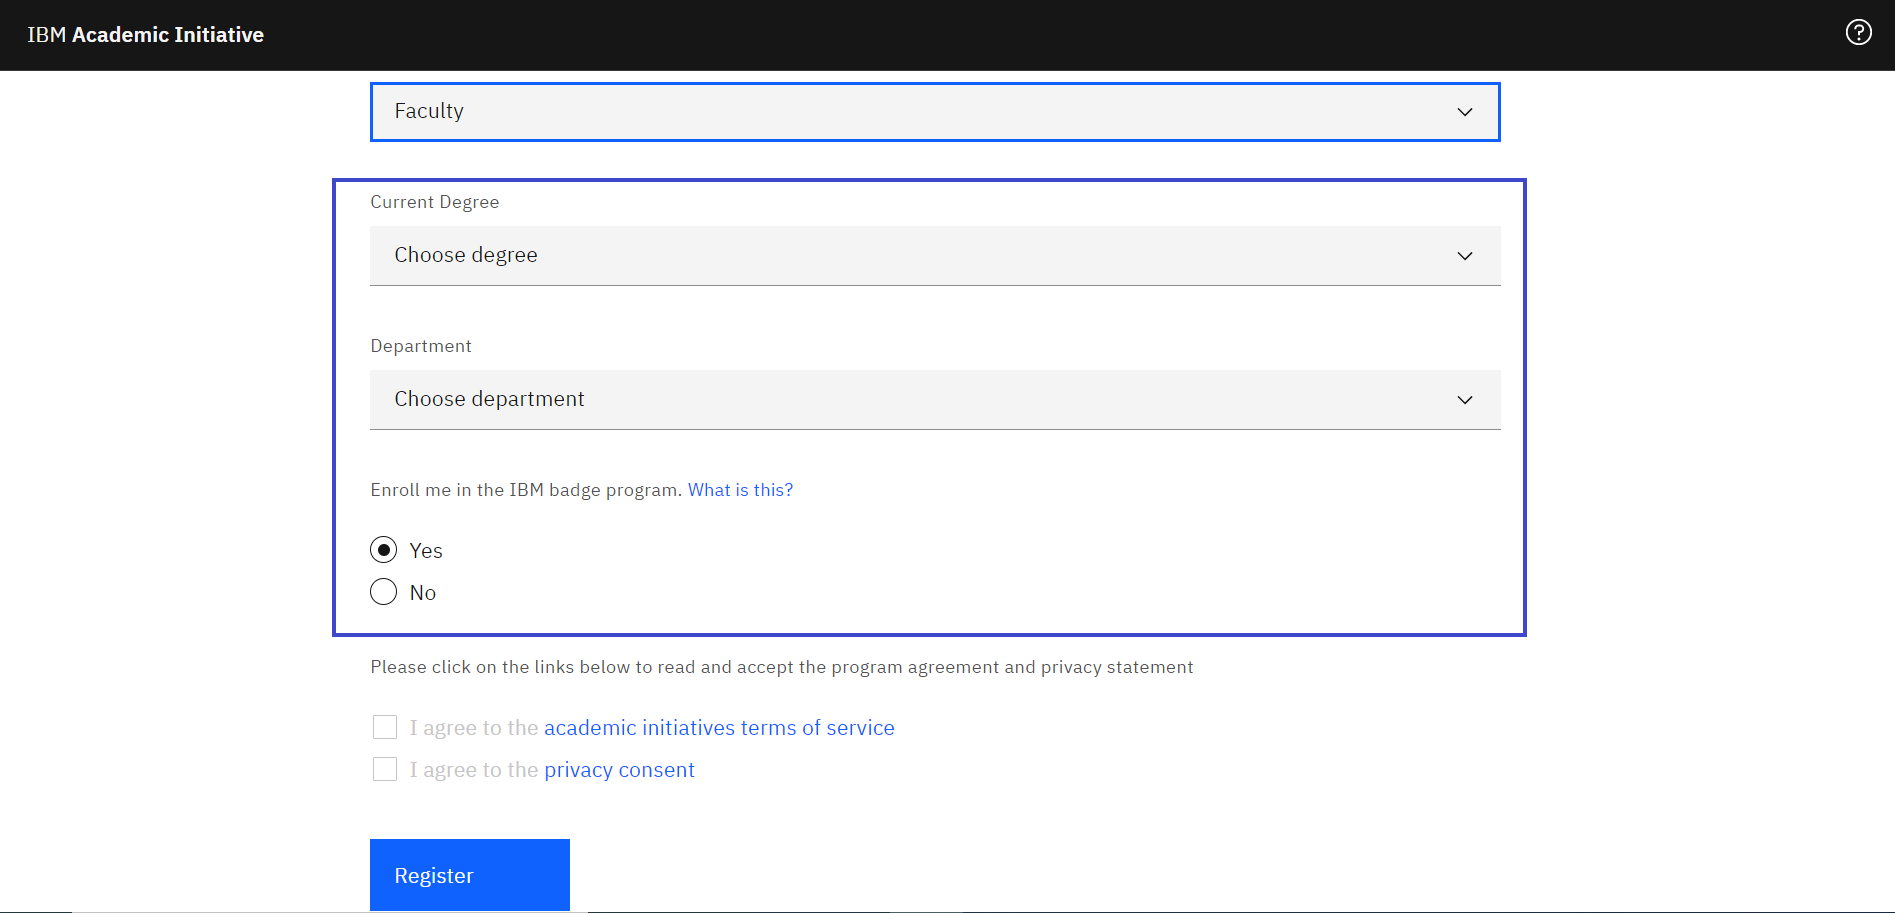 IBM Academic Initiative
Faculty
Current Degree
Choose degree
Department
Choose department
Enroll me in the IBM badge program. What is this?
Yes
No
Please click on the links below to read and accept the program agreement and privacy statement
I agree to the academic initiatives terms of service
I agree to the privacy consent
Register